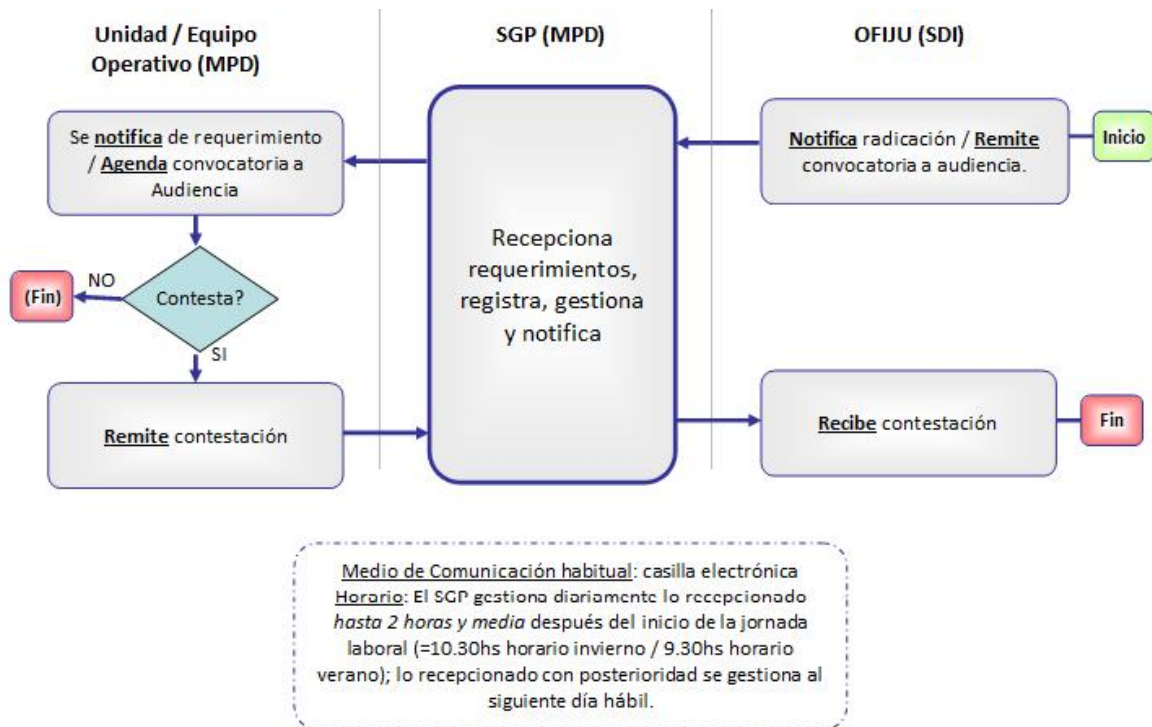 Unidad / Equipo
Operativo (MPD)
SGP (MPD)
OFIJU (SDI)
Se notifica de requerimiento
/ Agenda convocatoria a
Audiencia
Notifica radicación / Remite
convocatoria a audiencia.
Inicio
Recepciona
requerimientos,
registra, gestiona
y notifica
(Fin)
NO
Contesta?
SI
Remite contestación
Recibe contestación
Fin
Medio de Comunicación habitual: casilla electrónica
Horario: El SGP gestiona diariamente lo recepcionado
hasta 2 horas y media después del inicio de la jornada
laboral (=10.30hs horario invierno / 9.30hs horario
verano); lo recepcionado con posterioridad se gestiona al
siguiente día hábil.